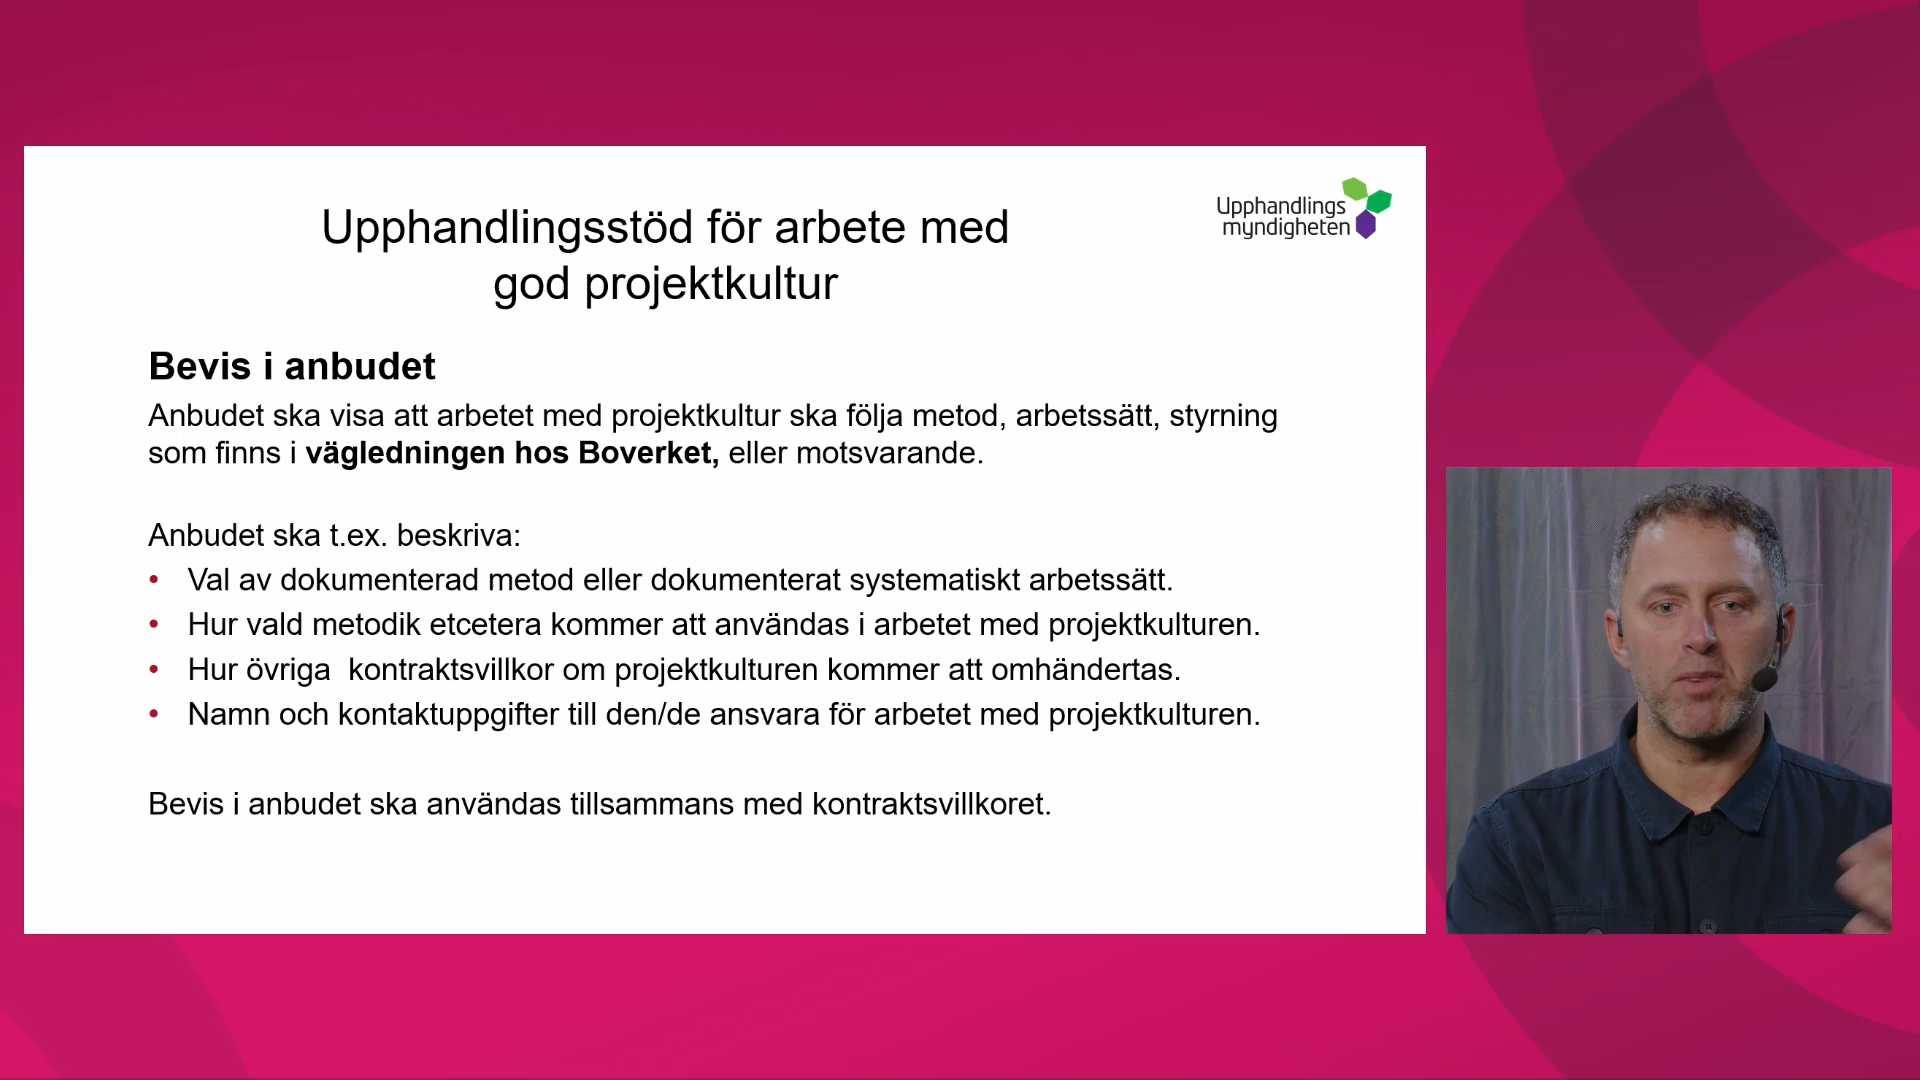 Upphandlingsstöd för arbete med
god projektkultur
Upphandlings
myndigheten
Bevis i anbudet
Anbudet ska visa att arbetet med projektkultur ska följa metod, arbetssätt, styrning
som finns i vägledningen hos Boverket, eller motsvarande.
Anbudet ska t.ex. beskriva:
• Val av dokumenterad metod eller dokumenterat systematiskt arbetssätt.
• Hur vald metodik etcetera kommer att användas i arbetet med projektkulturen.
• Hur övriga  kontraktsvillkor om projektkulturen kommer att omhändertas.
• Namn och kontaktuppgifter till den/de ansvara för arbetet med projektkulturen.
Bevis i anbudet ska användas tillsammans med kontraktsvillkoret.